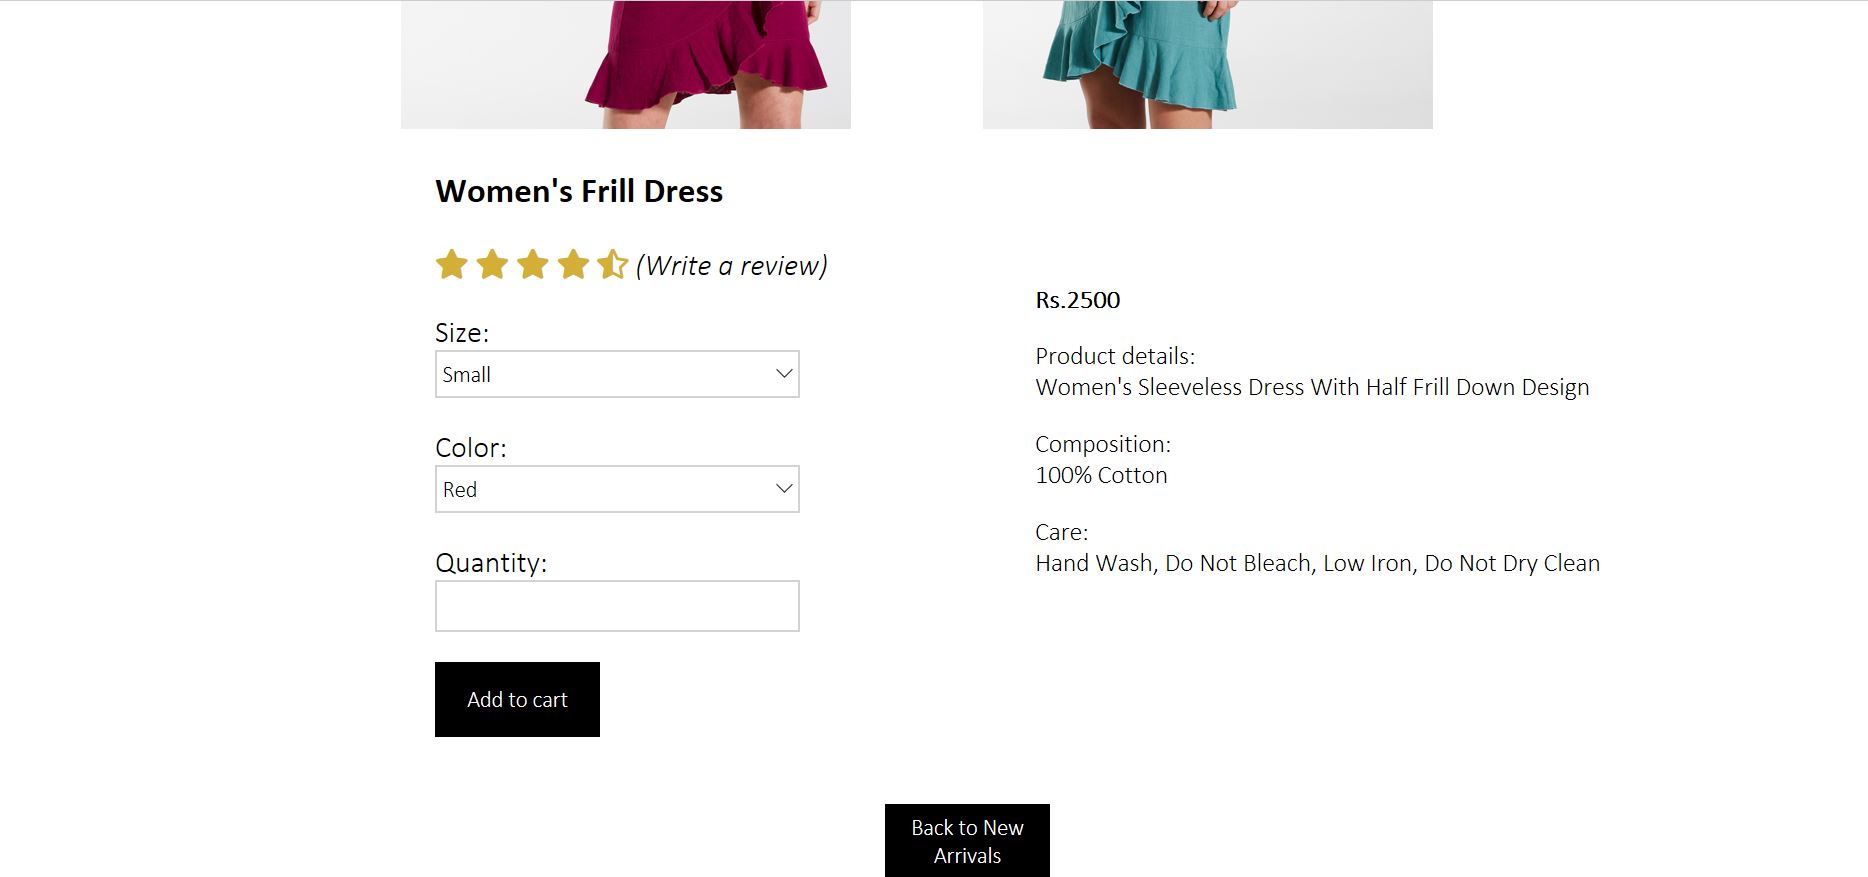 Women's Frill Dress
(Write a review)
Size:
Small
Color:
Red
Quantity:
Add to cart
Rs.2500
Product details:
Women's Sleeveless Dress With Half Frill Down Design
Composition:
100% Cotton
Care:
Hand Wash, Do Not Bleach, Low Iron, Do Not Dry Clean
Back to New
Arrivals